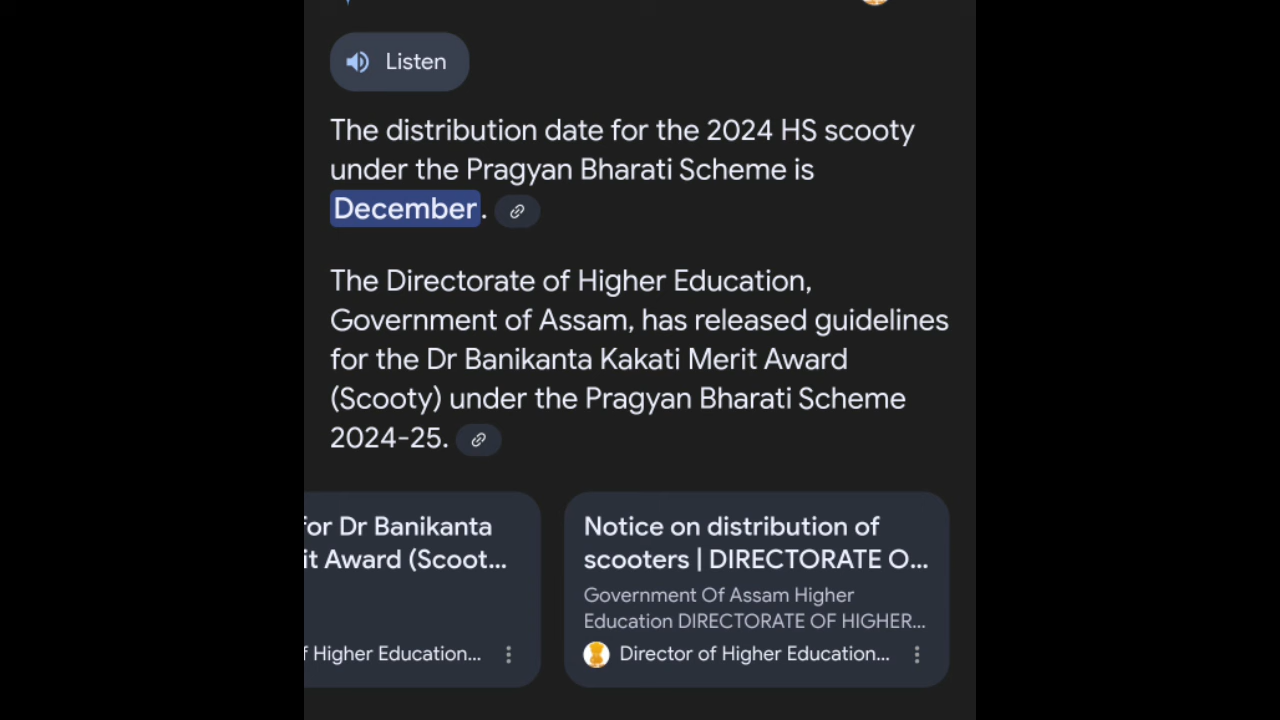 Listen
The distribution date for the 2024 HS scooty
under the Pragyan Bharati Scheme is
December.
The Directorate of Higher Education,
Government of Assam, has released guidelines
for the Dr Banikanta Kakati Merit Award
(Scooty) under the Pragyan Bharati Scheme
2024-25.
for Dr Banikanta
it Award (Scoot...
f Higher Education...
Notice on distribution of
scooters | DIRECTORATE O...
Government Of Assam Higher
Education DIRECTORATE OF HIGHER...
Director of Higher Education...